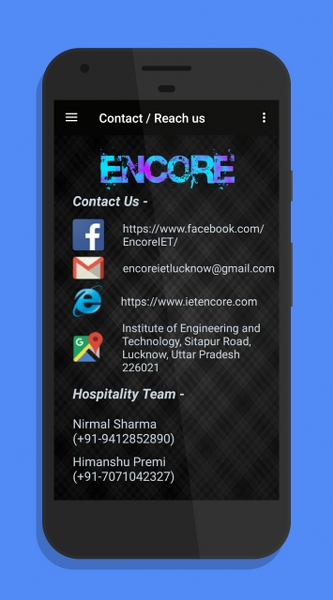 Contact / Reach us
ENCORE
Contact Us -
https://www.facebook.com/
EncoreIET/
encoreietlucknow@gmail.com
https://www.ietencore.com
Institute of Engineering and
Technology, Sitapur Road,
Lucknow, Uttar Pradesh
226021
Hospitality Team -
Nirmal Sharma
(+91-9412852890)
Himanshu Premi
(+91-7071042327)